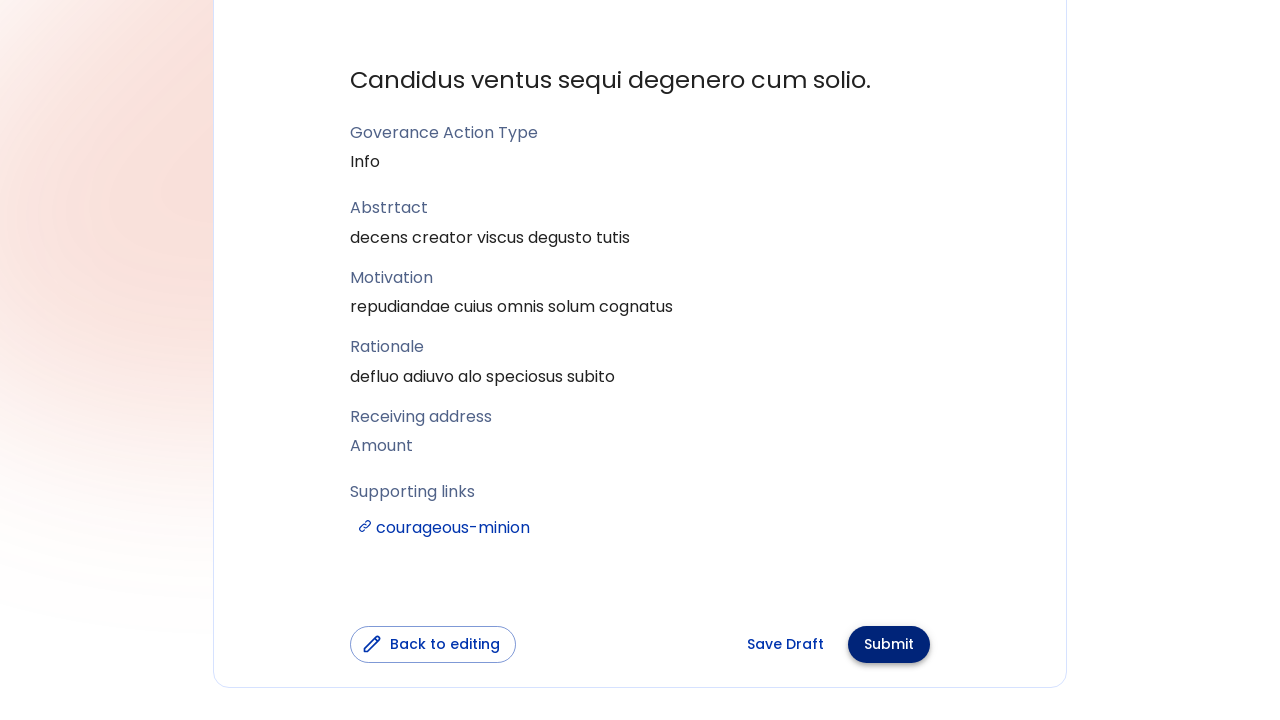 Candidus ventus sequi degenero cum solio.
Goverance Action Type
Info
Abstrtact
decens creator viscus degusto tutis
Motivation
repudiandae cuius omnis solum cognatus
Rationale
defluo adiuvo alo speciosus subito
Receiving address
Amount
Supporting links
courageous-minion
Back to editing
Save Draft
Submit